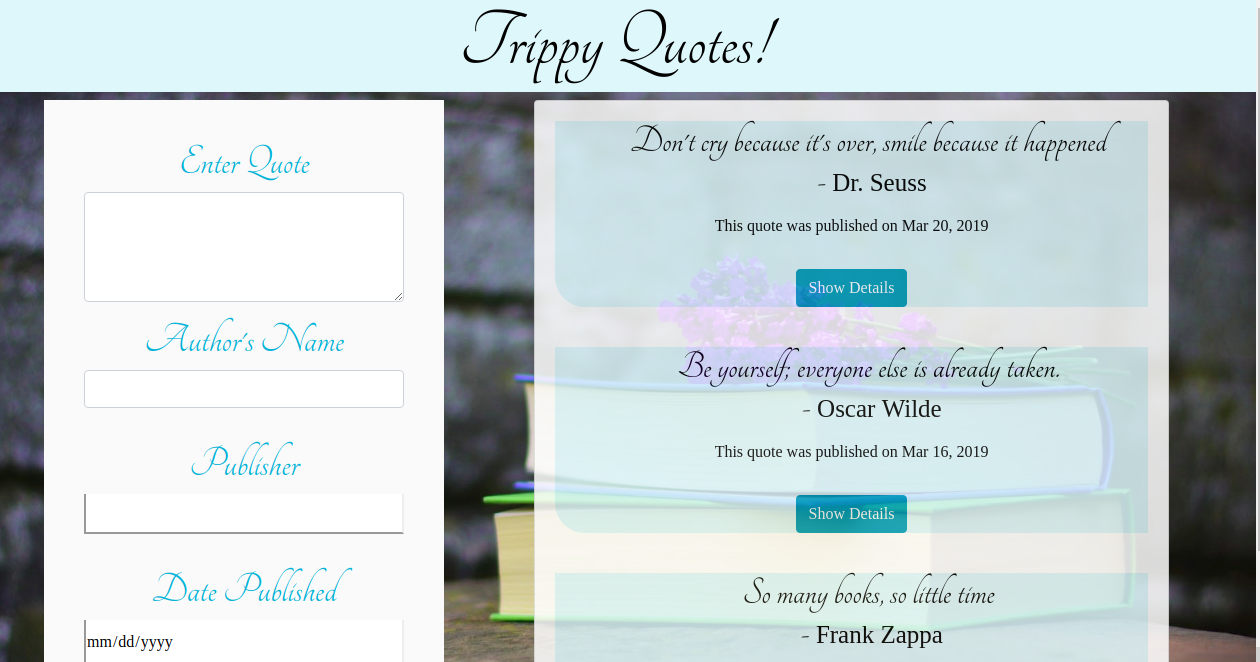 Trippy Quotes!
Enter Quote
Author's Name
Publisher
Date Published
mm/dd/yyyy
Don't cry because it's over, smile because it happened
- Dr. Seuss
This quote was published on Mar 20, 2019
Show Details
Be yourself; everyone else is already taken.
- Oscar Wilde
This quote was published on Mar 16, 2019
Show Details
So many books, so little time
- Frank Zappa